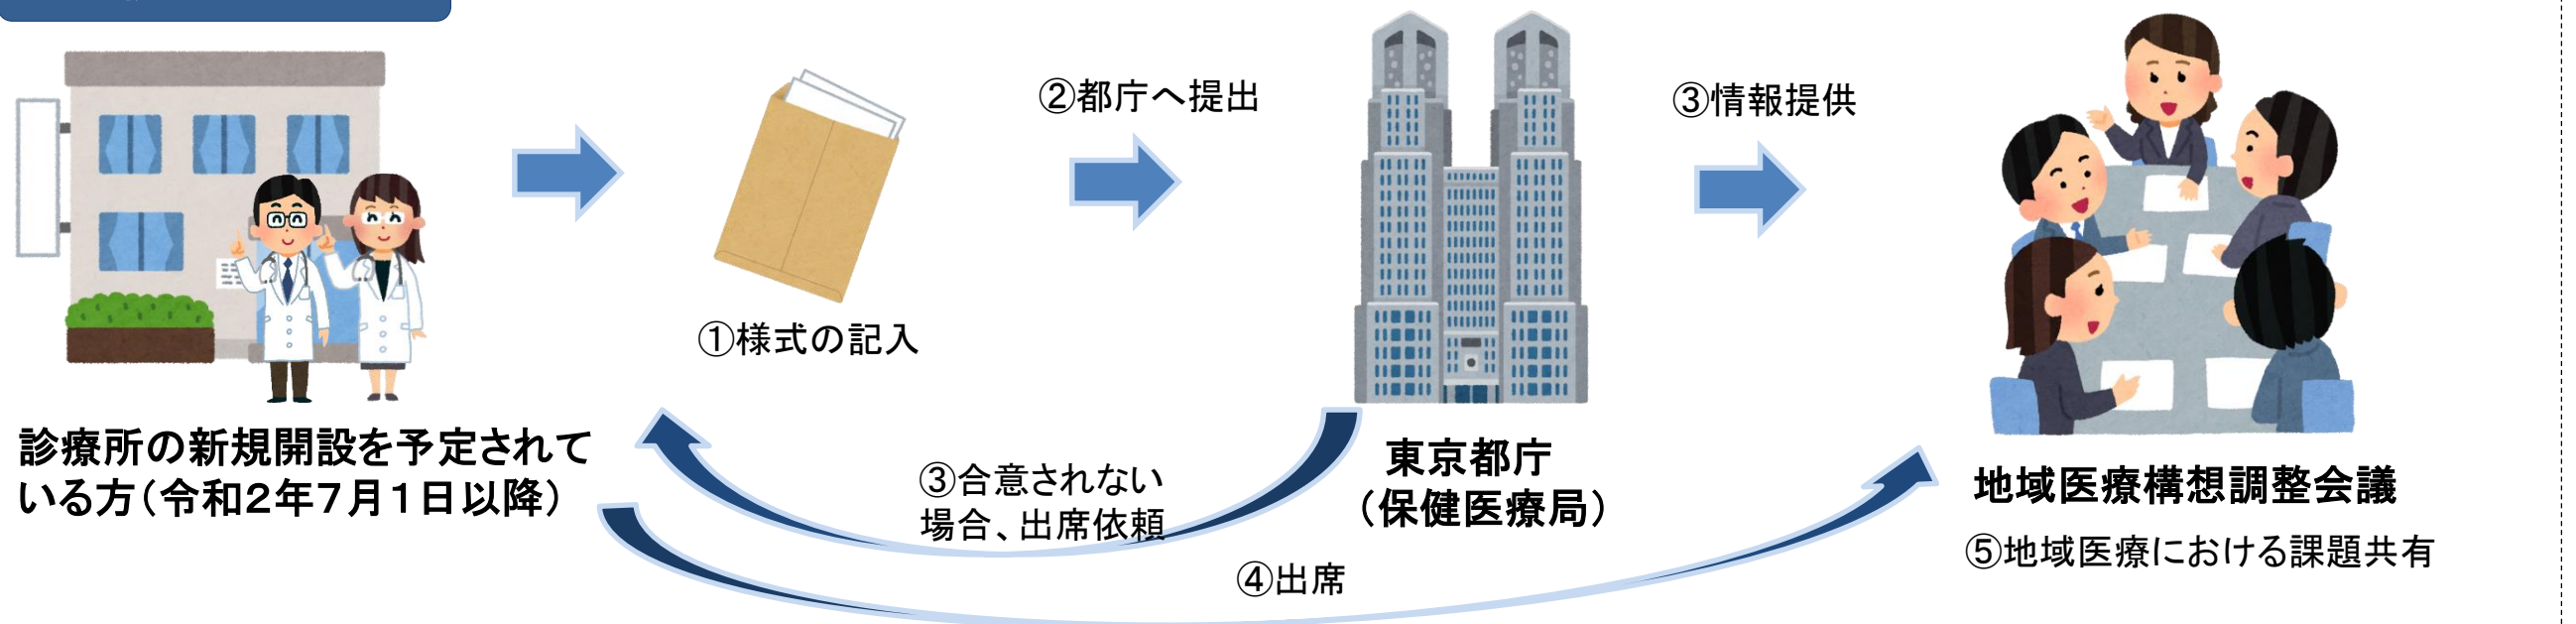 ①様式の記入
②都庁へ提出
③情報提供
診療所の新規開設を予定されて
いる方（令和２年７月１日以降）
③合意されない
場合、出席依頼
④出席
東京都庁
（保健医療局）
地域医療構想調整会議
⑤地域医療における課題共有